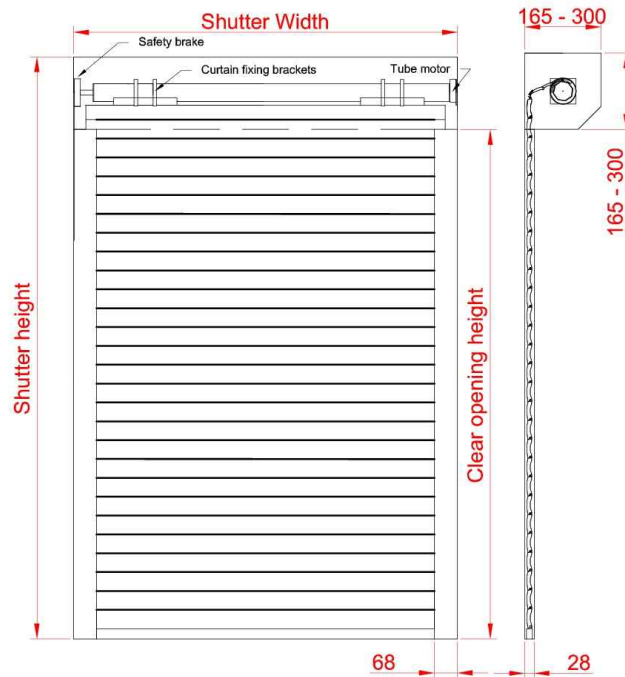 Shutter Width
165 - 300
Safety brake
Curtain fixing brackets
Tube motor
165 - 300
Shutter height
Clear opening height
68
28